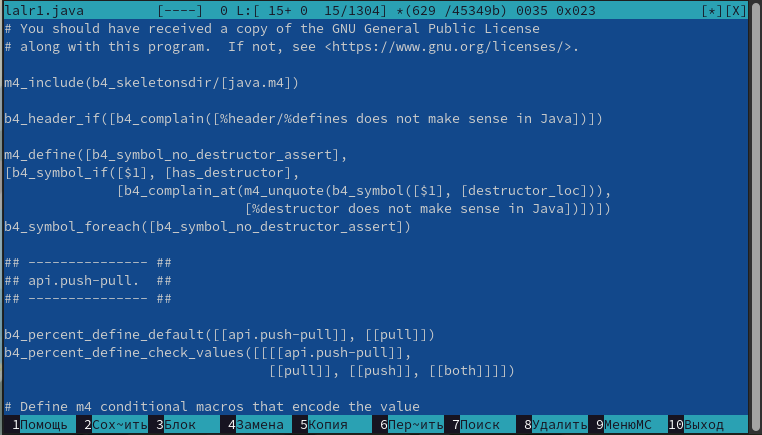 lalr1.java         [----]  0 L:[ 15+ 0  15/1304] *(629 /45349b) 0035 0x023             [*][X]
# You should have received a copy of the GNU General Public License
# along with this program.  If not, see <https://www.gnu.org/licenses/>.

m4_include(b4_skeletonsdir/[java.m4])

b4_header_if([b4_complain([%header/%defines does not make sense in Java])])

m4_define([b4_symbol_no_destructor_assert],
[b4_symbol_if([$1], [has_destructor],
              [b4_complain_at(m4_unquote(b4_symbol([$1], [destructor_loc])),
                              [%destructor does not make sense in Java])])])
b4_symbol_foreach([b4_symbol_no_destructor_assert])

## --------------- ##
## api.push-pull.  ##
## --------------- ##

b4_percent_define_default([[api.push-pull]], [[pull]])
b4_percent_define_check_values([[[[api.push-pull]],
                                 [[pull]], [[push]], [[both]]]])

# Define m4 conditional macros that encode the value
1Помощь  2Сох~ить 3Блок    4Замена  5Копия    6Пер~ить 7Поиск   8Удалить 9МенюMC  10Выход